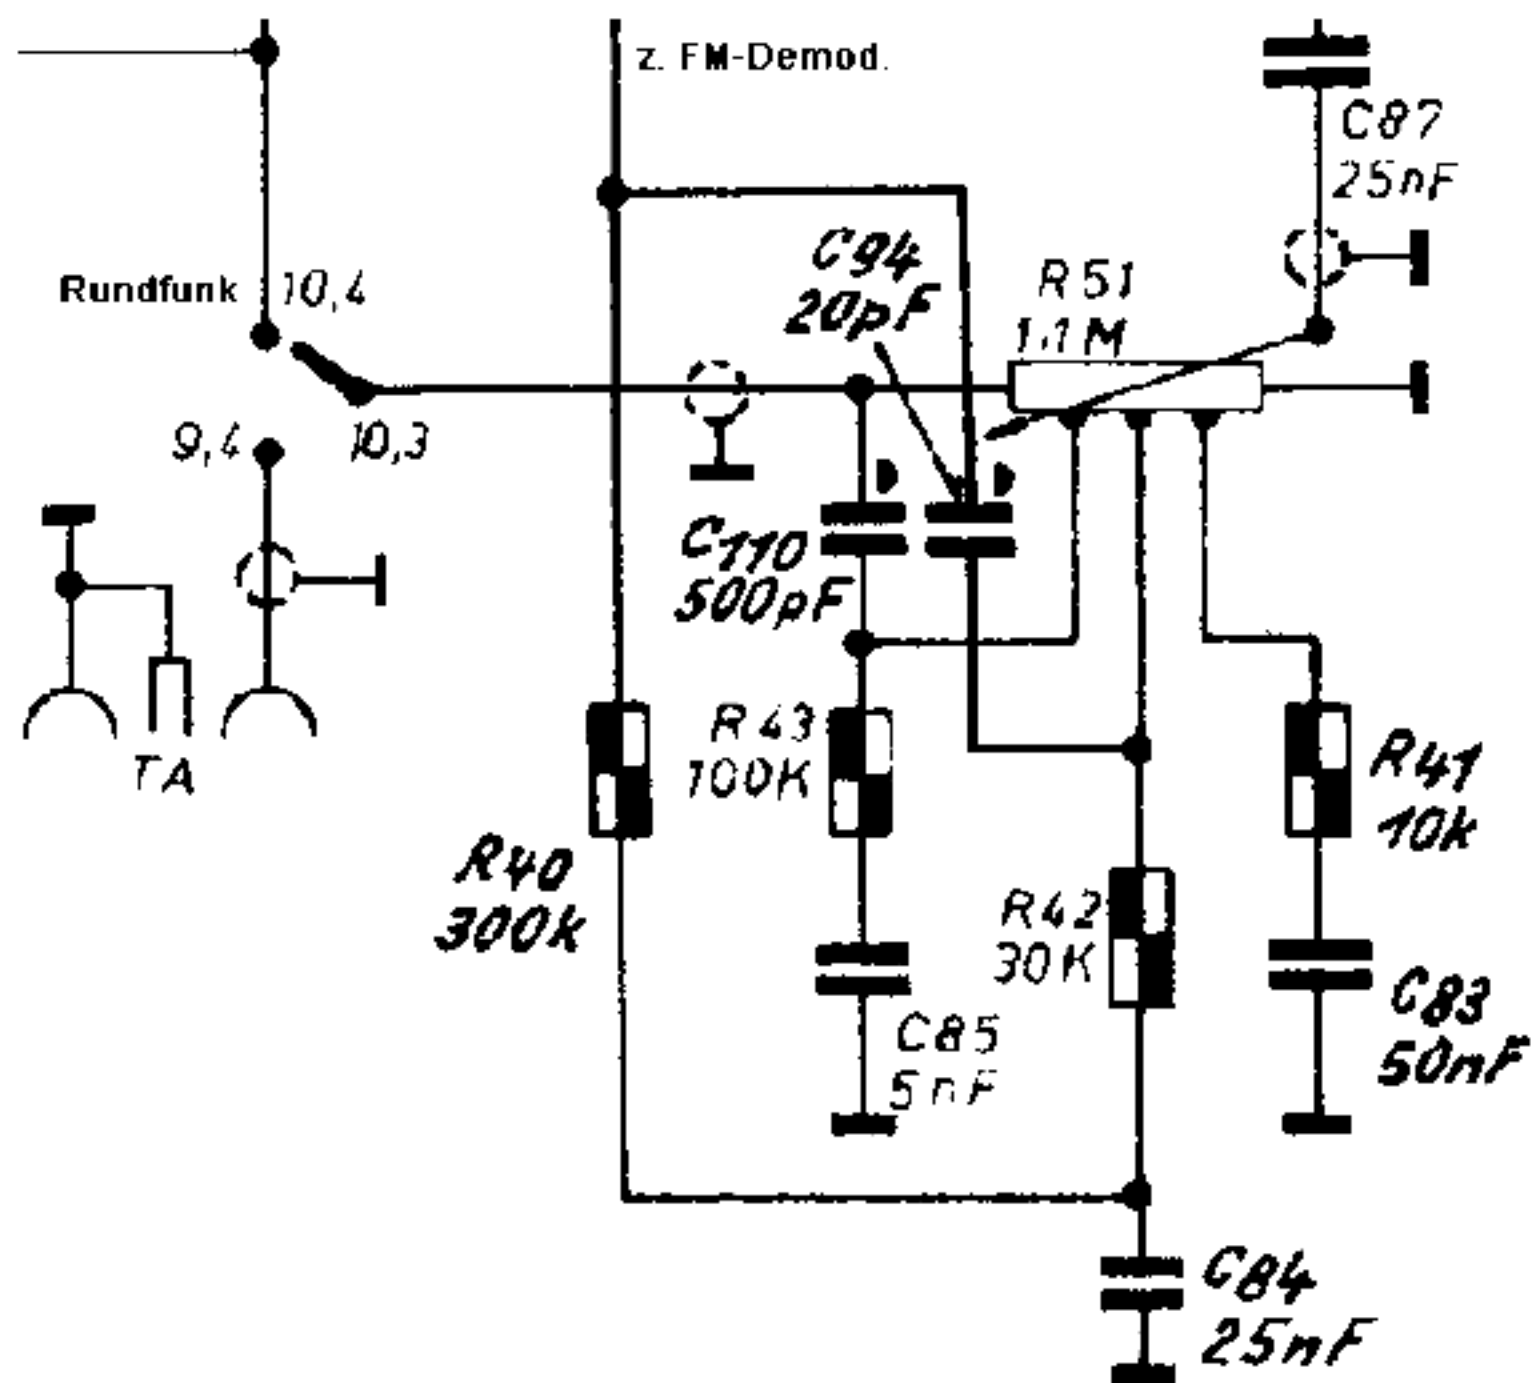 z. FM-Demod.
C87
25nF
Rundfunk 10,4
C94
20pF
R51
1,1M
9,4
10,3
C110
500pF
TA
R43
100K
R41
10k
R40
300k
R42
30K
C85
5nF
C83
50nF
C84
25nF